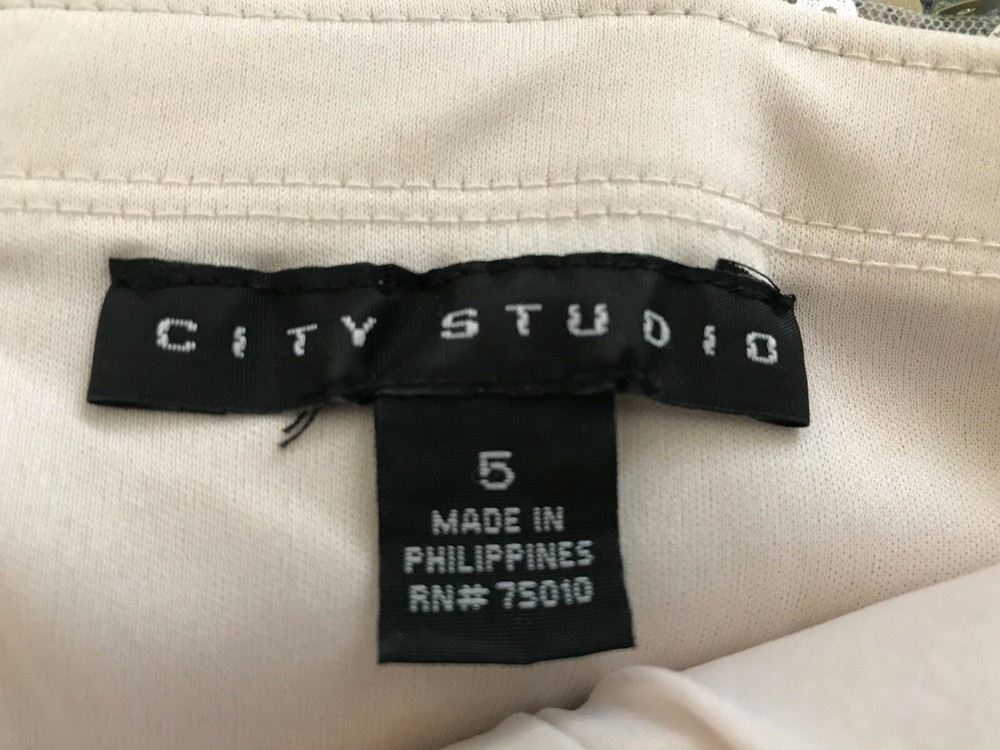 CITY STUDIO
5
MADE IN
PHILIPPINES
RN# 75010